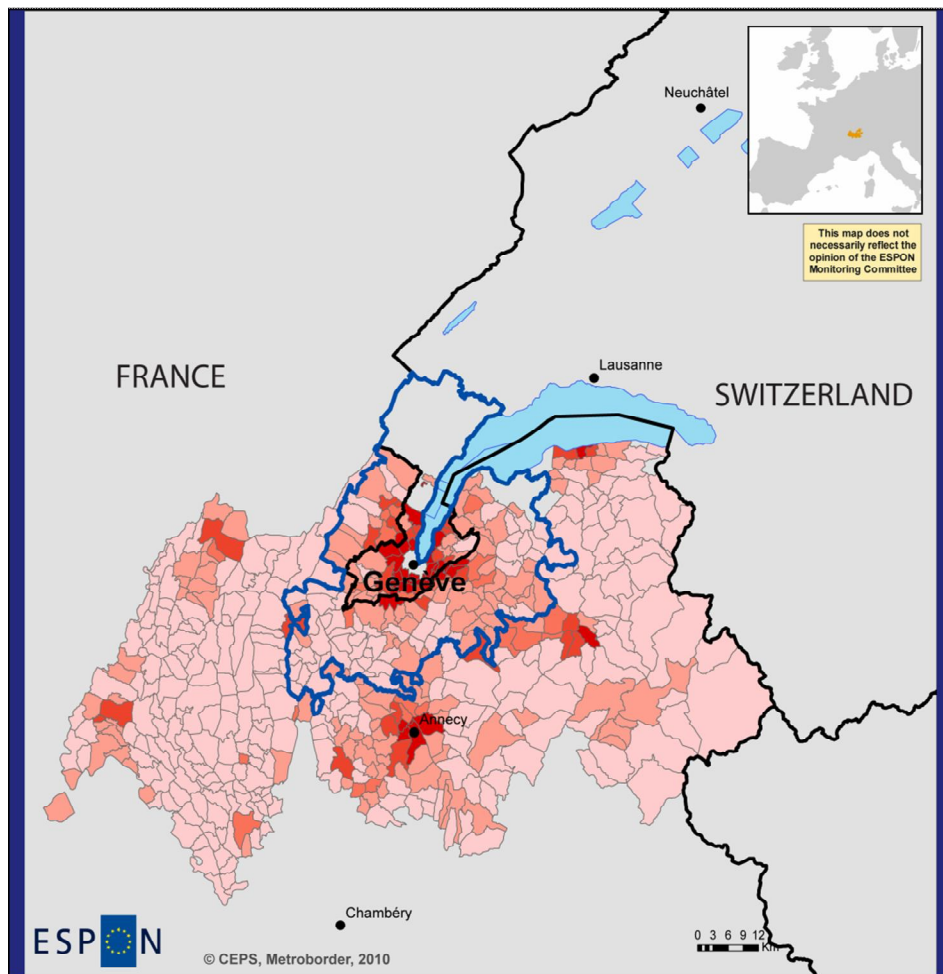 Neuchâtel
This map does not
necessarily reflect the
opinion of the ESPON
Monitoring Committee
FRANCE
Lausanne
SWITZERLAND
Genève
Annecy
Chambéry
ESPON
© CEPS, Metroborder, 2010
0 3 6 9 12
Km